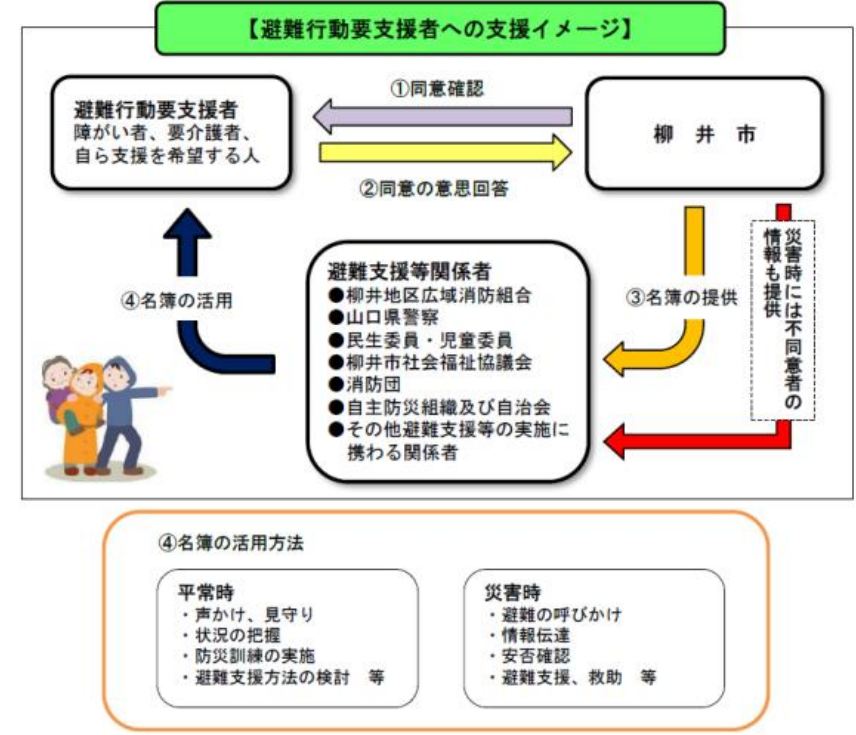 【避難行動要支援者への支援イメージ】
避難行動要支援者
障がい者、要介護者、
自ら支援を希望する人
①同意確認
②同意の意思回答
柳 井 市
④名簿の活用
避難支援等関係者
●柳井地区広域消防組合
●山口県警察
●民生委員・児童委員
●柳井市社会福祉協議会
●消防団
●自主防災組織及び自治会
●その他避難支援等の実施に
携わる関係者
③名簿の提供
災害時には不同意者の
情報も提供
④名簿の活用方法
平常時
・声かけ、見守り
・状況の把握
・防災訓練の実施
・避難支援方法の検討 等
災害時
・避難の呼びかけ
・情報伝達
・安否確認
・避難支援、救助 等